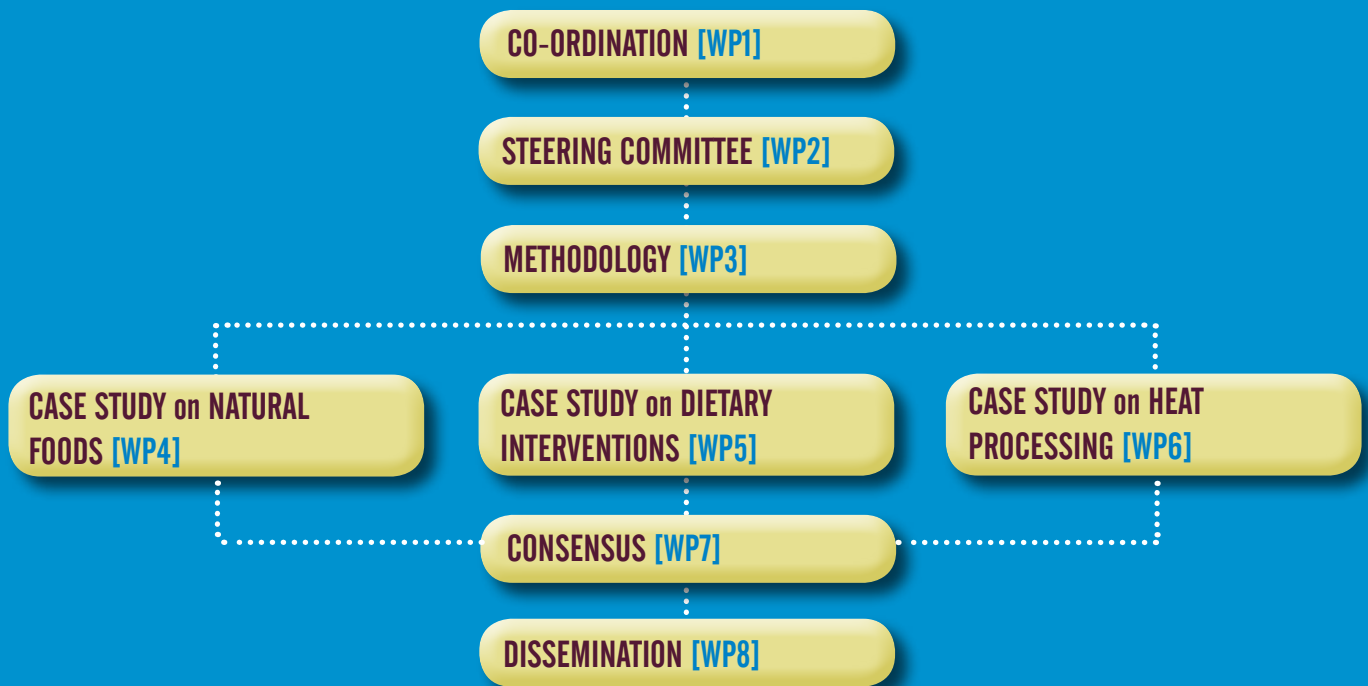 CO-ORDINATION [WP1]
STEERING COMMITTEE [WP2]
METHODOLOGY [WP3]
CASE STUDY on NATURAL
FOODS [WP4]
CASE STUDY on DIETARY
INTERVENTIONS [WP5]
CASE STUDY on HEAT
PROCESSING [WP6]
CONSENSUS [WP7]
DISSEMINATION [WP8]